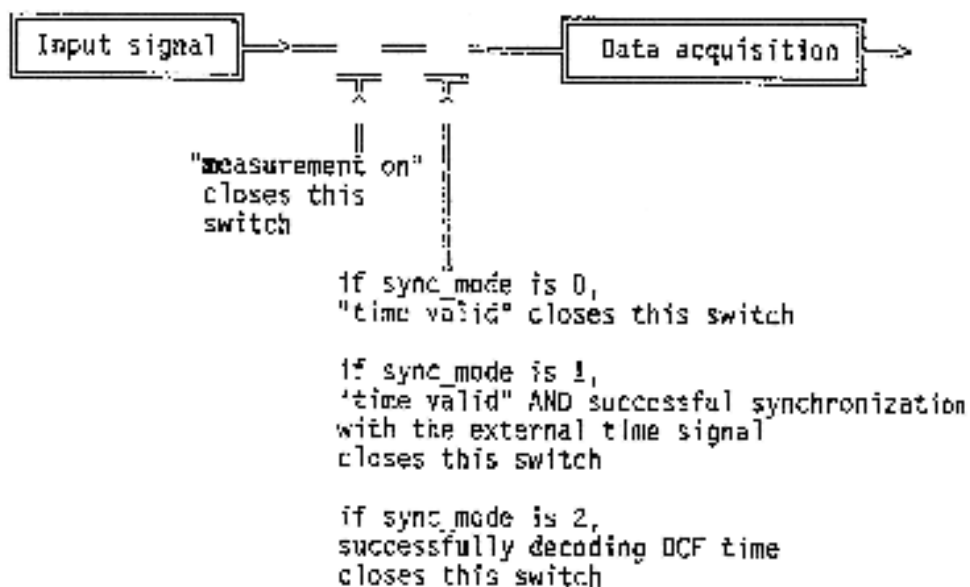 Input signal
Data acquisition
"measurement on"
closes this
switch
if sync_mode is 0,
"time valid" closes this switch
if sync_mode is 1,
"time valid" AND successful synchronization
with the external time signal
closes this switch
if sync_mode is 2,
successfully decoding DCF time
closes this switch